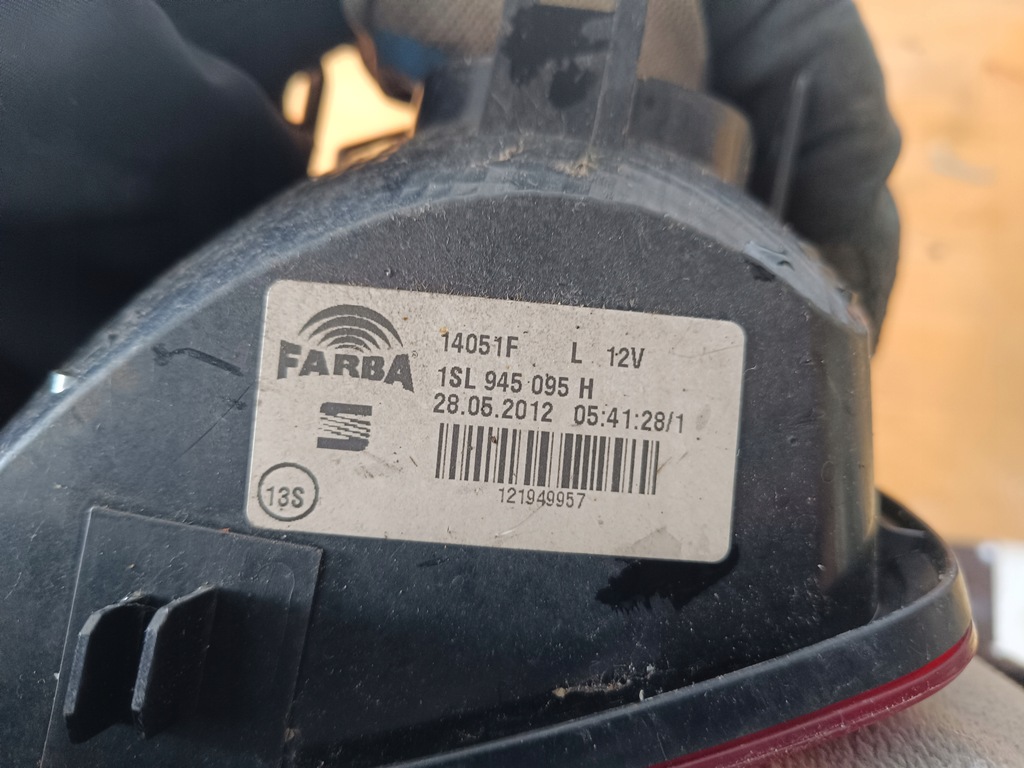 FARBA
14051F L 12V
1SL 945 095 H
28.05.2012 05:41:28/1
121949957
13S